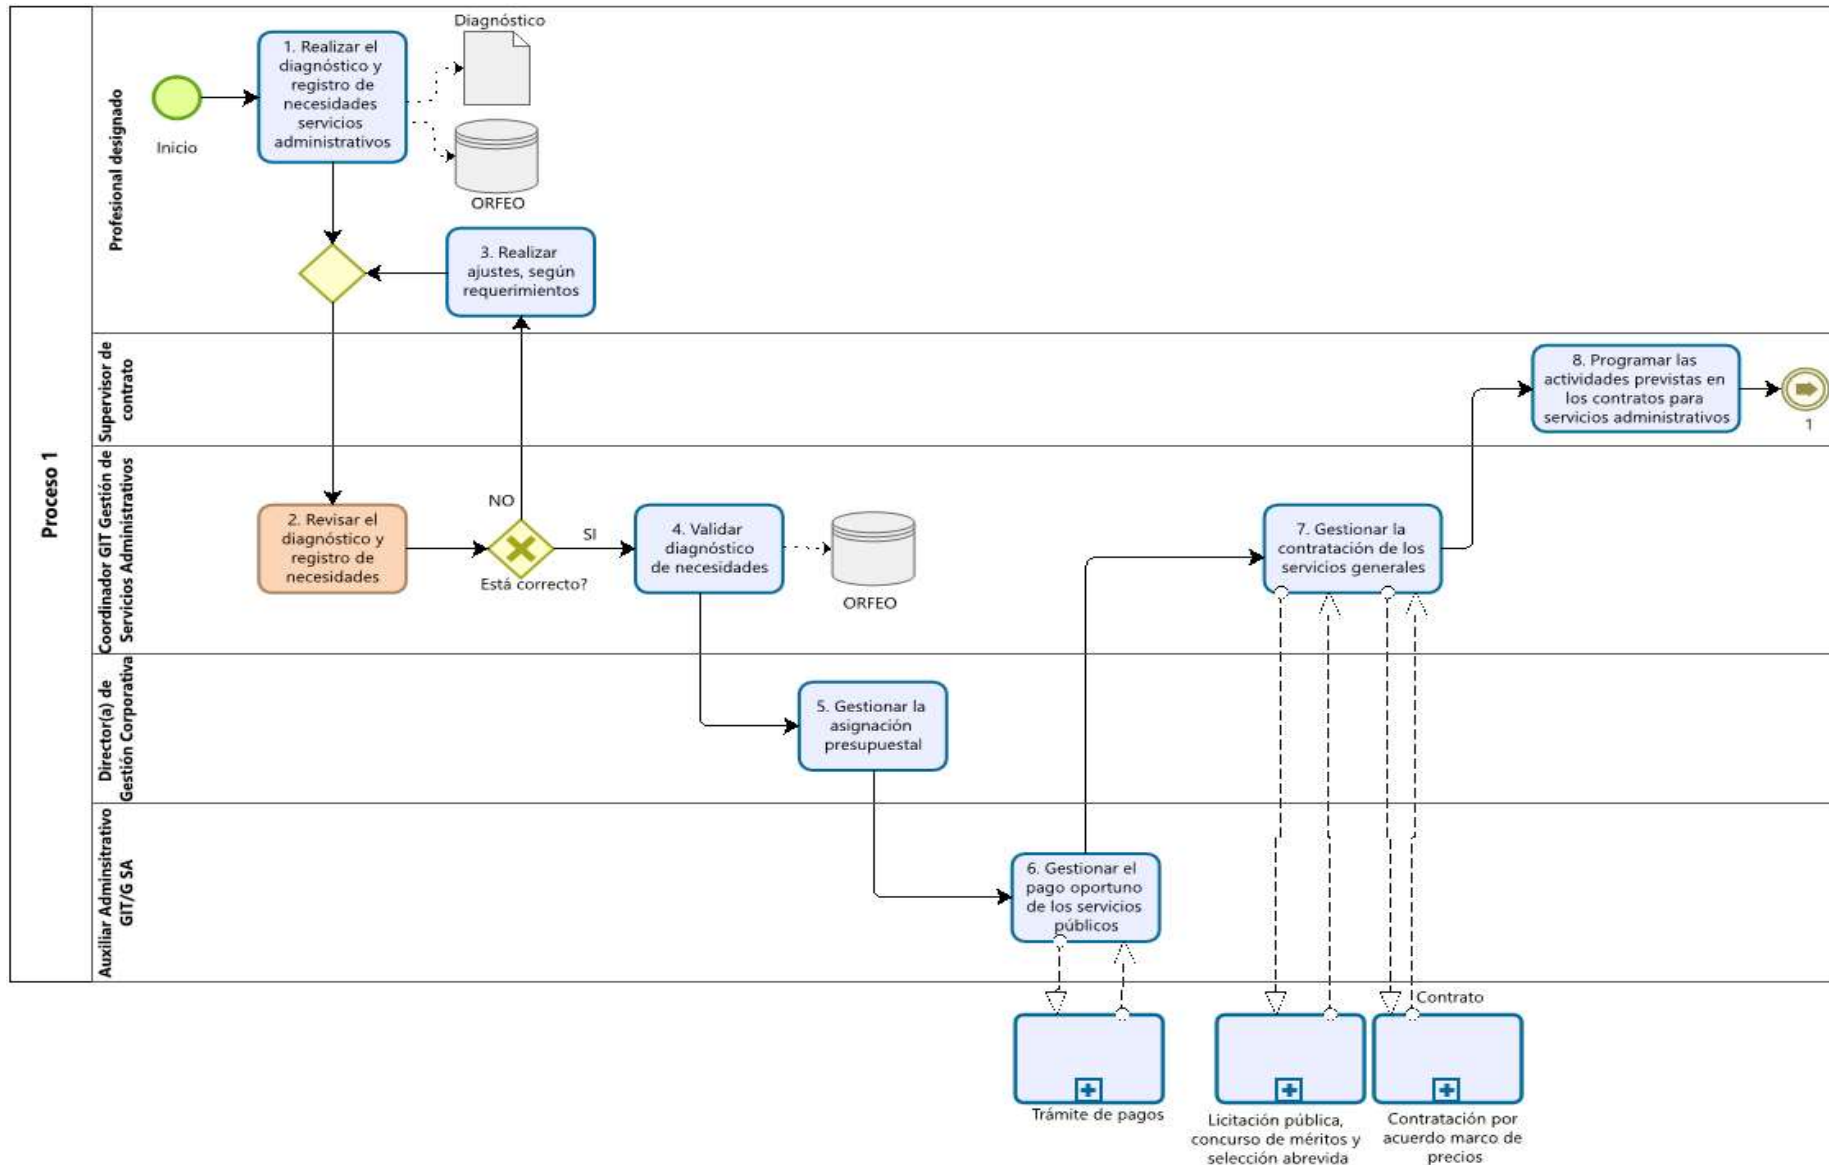 Proceso 1
Profesional designado
Inicio
1. Realizar el
diagnóstico y
registro de
necesidades
servicios
administrativos
Diagnóstico
ORFEO
3. Realizar
ajustes, según
requerimientos
Supervisor de
contrato
8. Programar las
actividades previstas en
los contratos para
servicios administrativos
1
Coordinador GIT Gestión de
Servicios Administrativos
2. Revisar el
diagnóstico y
registro de
necesidades
NO
SI
Está correcto?
4. Validar
diagnóstico
de necesidades
ORFEO
7. Gestionar la
contratación de los
servicios generales
Director(a) de
Gestión Corporativa
5. Gestionar la
asignación
presupuestal
Auxiliar Adminsitrativo
GIT/G SA
6. Gestionar el
pago oportuno
de los servicios
públicos
Contrato
Trámite de pagos
Licitación pública,
concurso de méritos y
selección abrevida
Contratación por
acuerdo marco de
precios